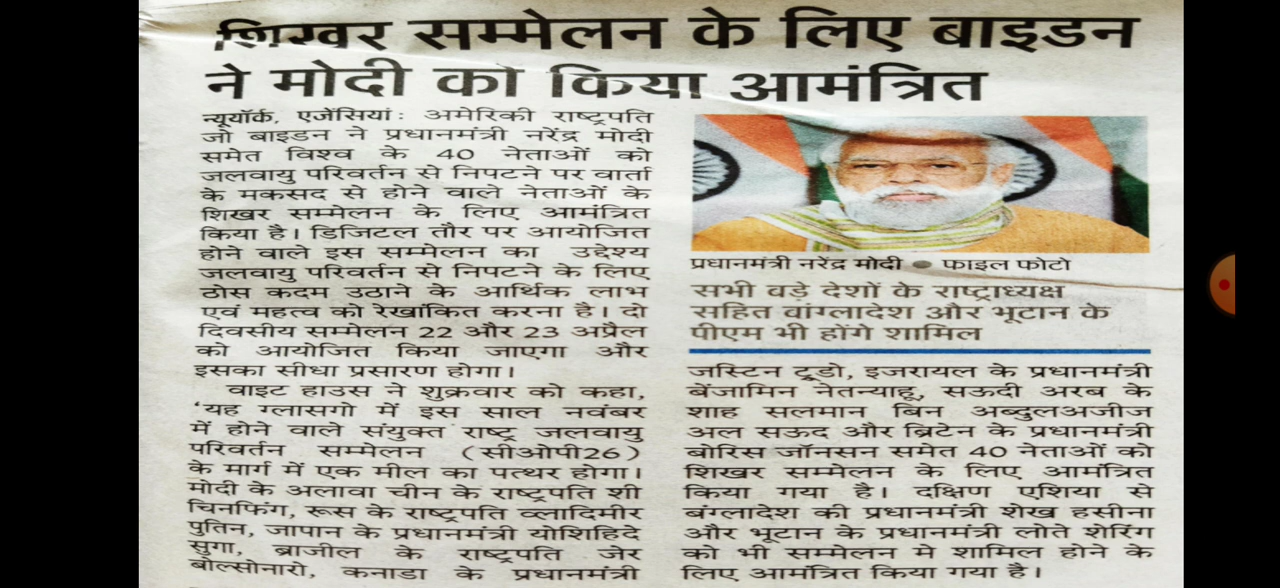 शिखर सम्मेलन के लिए बाइडन
ने मोदी को किया आमंत्रित
न्यूयॉर्क, एजेंसियां: अमेरिकी राष्ट्रपति
जो बाइडन ने प्रधानमंत्री नरेंद्र मोदी
समेत विश्व के 40 नेताओं को
जलवायु परिवर्तन से निपटने पर वार्ता
के मकसद से होने वाले नेताओं के
शिखर सम्मेलन के लिए आमंत्रित
किया है। डिजिटल तौर पर आयोजित
होने वाले इस सम्मेलन का उद्देश्य
जलवायु परिवर्तन से निपटने के लिए
ठोस कदम उठाने के आर्थिक लाभ
एवं महत्व को रेखांकित करना है। दो
दिवसीय सम्मेलन 22 और 23 अप्रैल
को आयोजित किया जाएगा और
इसका सीधा प्रसारण होगा।
वाइट हाउस ने शुक्रवार को कहा,
‘यह ग्लासगो में इस साल नवंबर
में होने वाले संयुक्त राष्ट्र जलवायु
परिवर्तन सम्मेलन (सीओपी26)
के मार्ग में एक मील का पत्थर होगा।
मोदी के अलावा चीन के राष्ट्रपति शी
चिनफिंग, रूस के राष्ट्रपति व्लादिमीर
पुतिन, जापान के प्रधानमंत्री योशिहिदे
सुगा, ब्राजील के राष्ट्रपति जेर
बोल्सोनारो, कनाडा के प्रधानमंत्री
प्रधानमंत्री नरेंद्र मोदी ● फाइल फोटो
सभी बड़े देशों के राष्ट्राध्यक्ष
सहित बांग्लादेश और भूटान के
पीएम भी होंगे शामिल
जस्टिन ट्रूडो, इजरायल के प्रधानमंत्री
बेंजामिन नेतन्याहू, सऊदी अरब के
शाह सलमान बिन अब्दुलअजीज
अल सऊद और ब्रिटेन के प्रधानमंत्री
बोरिस जॉनसन समेत 40 नेताओं को
शिखर सम्मेलन के लिए आमंत्रित
किया गया है। दक्षिण एशिया से
बंग्लादेश की प्रधानमंत्री शेख हसीना
और भूटान के प्रधानमंत्री लोते शेरिंग
को भी सम्मेलन मे शामिल होने के
लिए आमंत्रित किया गया है।